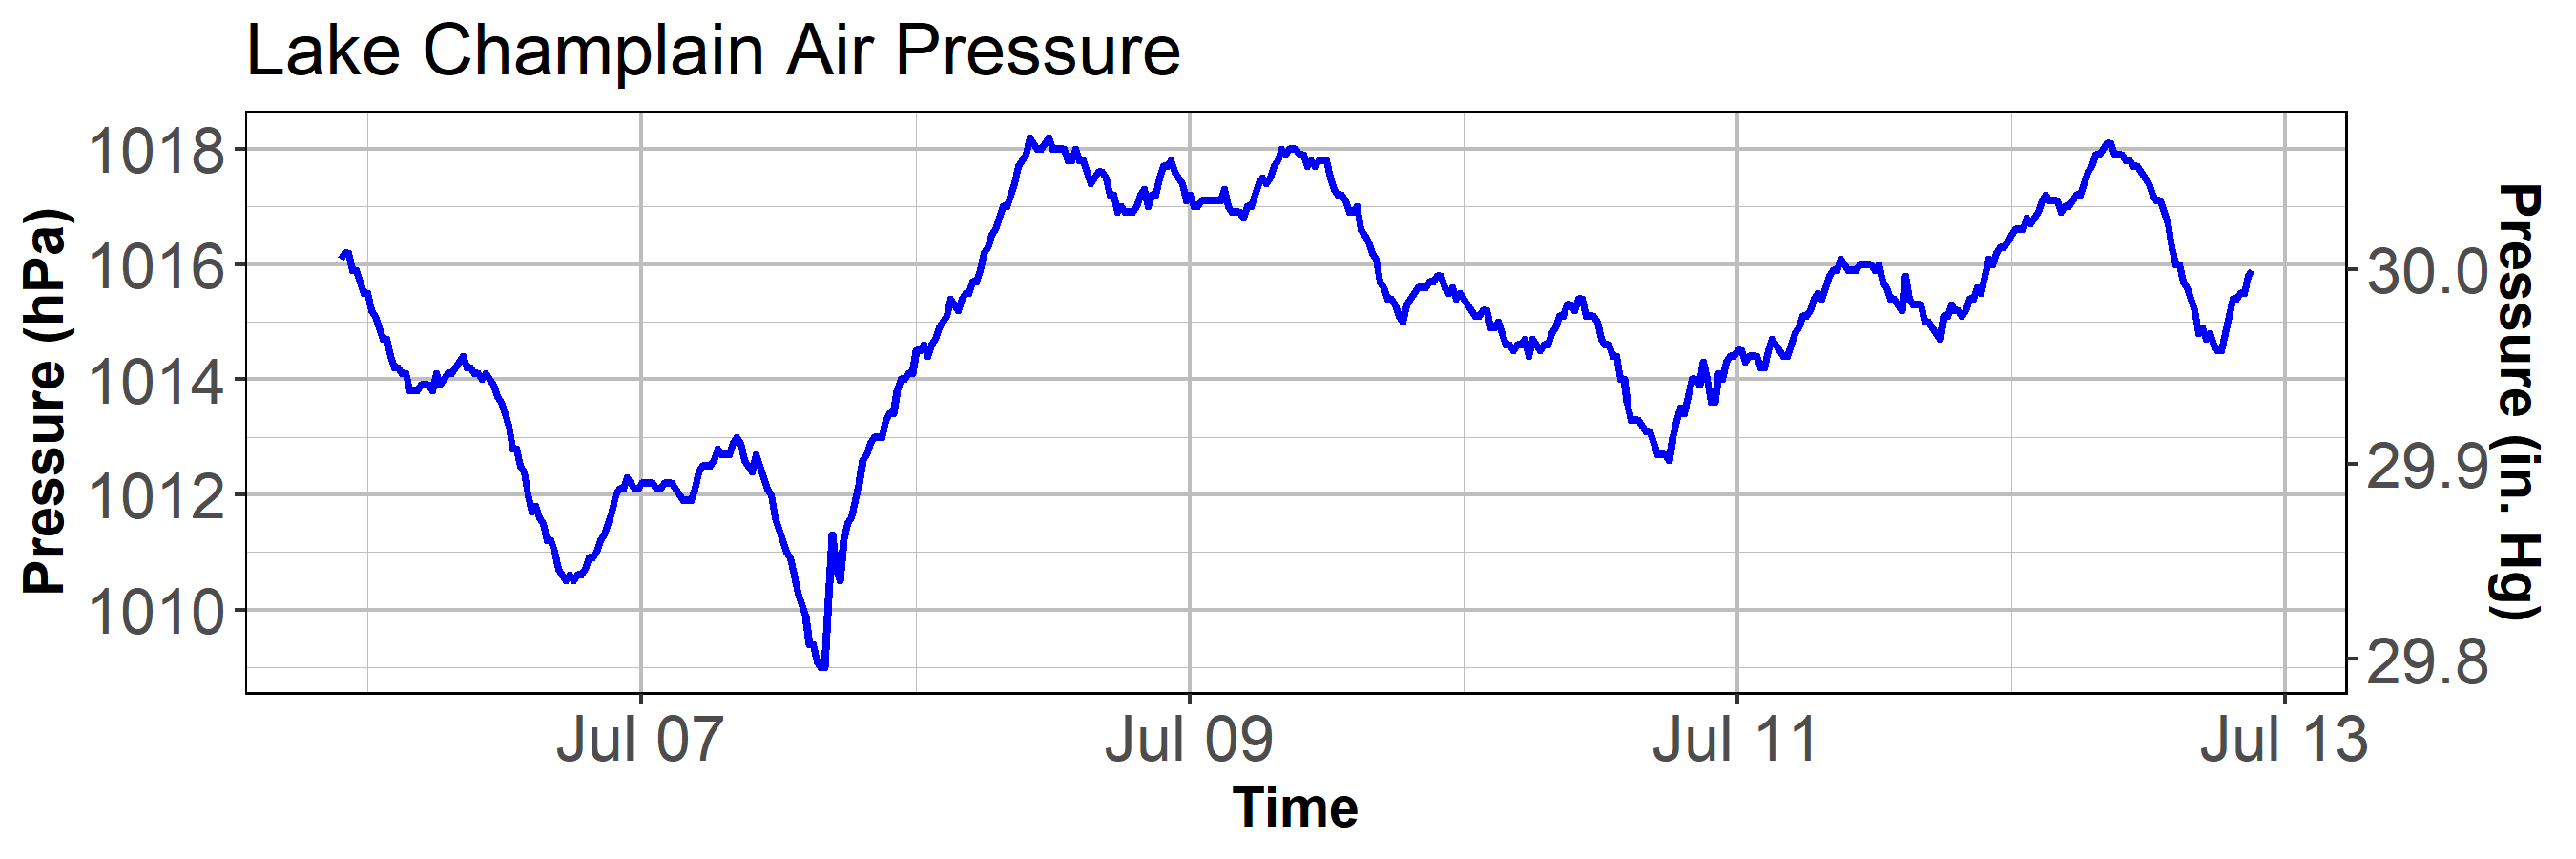 Lake Champlain Air Pressure
Pressure (hPa)
1018
1016
1014
1012
1010
30.0
29.9
29.8
Pressure (in. Hg)
Jul 07
Jul 09
Jul 11
Jul 13
Time